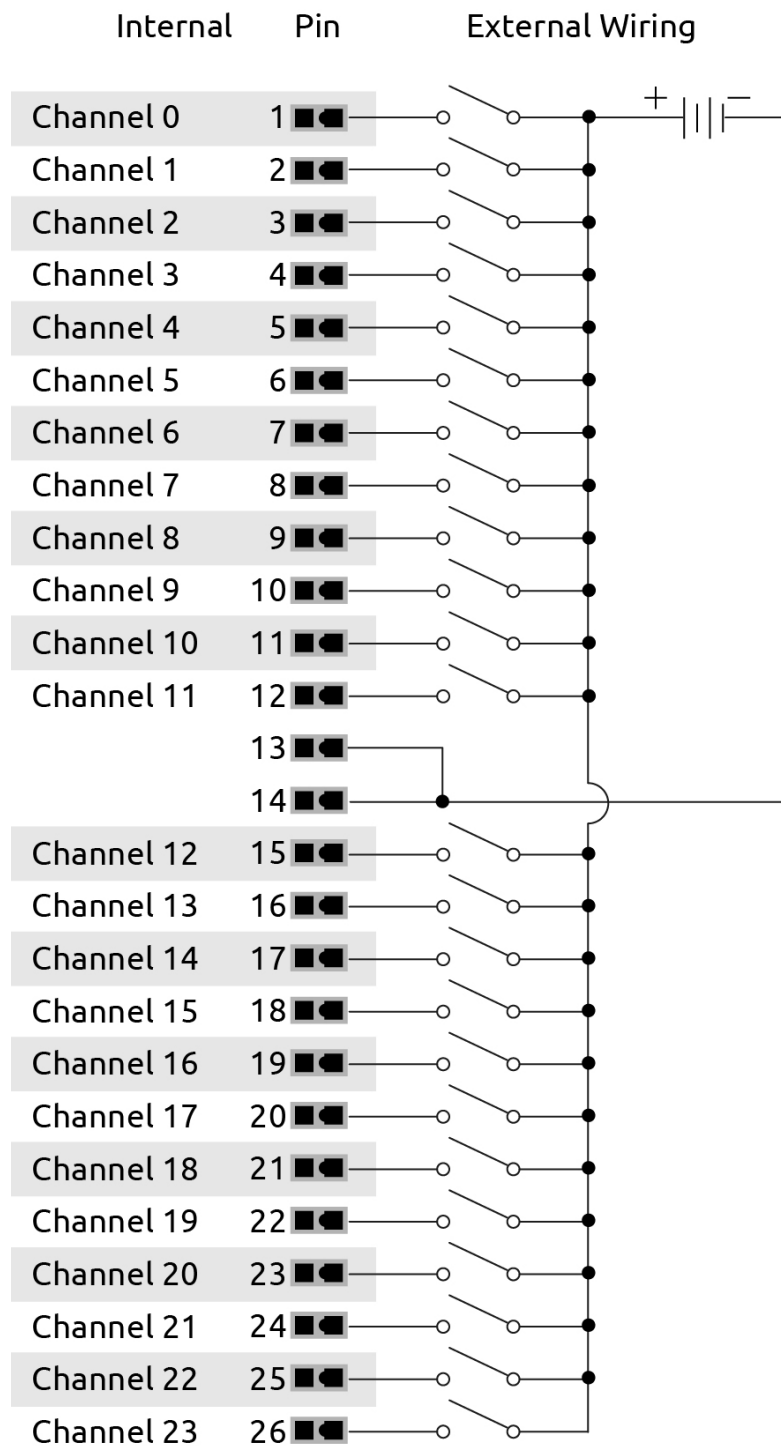 Internal Pin External Wiring
+ −
Channel 0 1
Channel 1 2
Channel 2 3
Channel 3 4
Channel 4 5
Channel 5 6
Channel 6 7
Channel 7 8
Channel 8 9
Channel 9 10
Channel 10 11
Channel 11 12
13
14
Channel 12 15
Channel 13 16
Channel 14 17
Channel 15 18
Channel 16 19
Channel 17 20
Channel 18 21
Channel 19 22
Channel 20 23
Channel 21 24
Channel 22 25
Channel 23 26